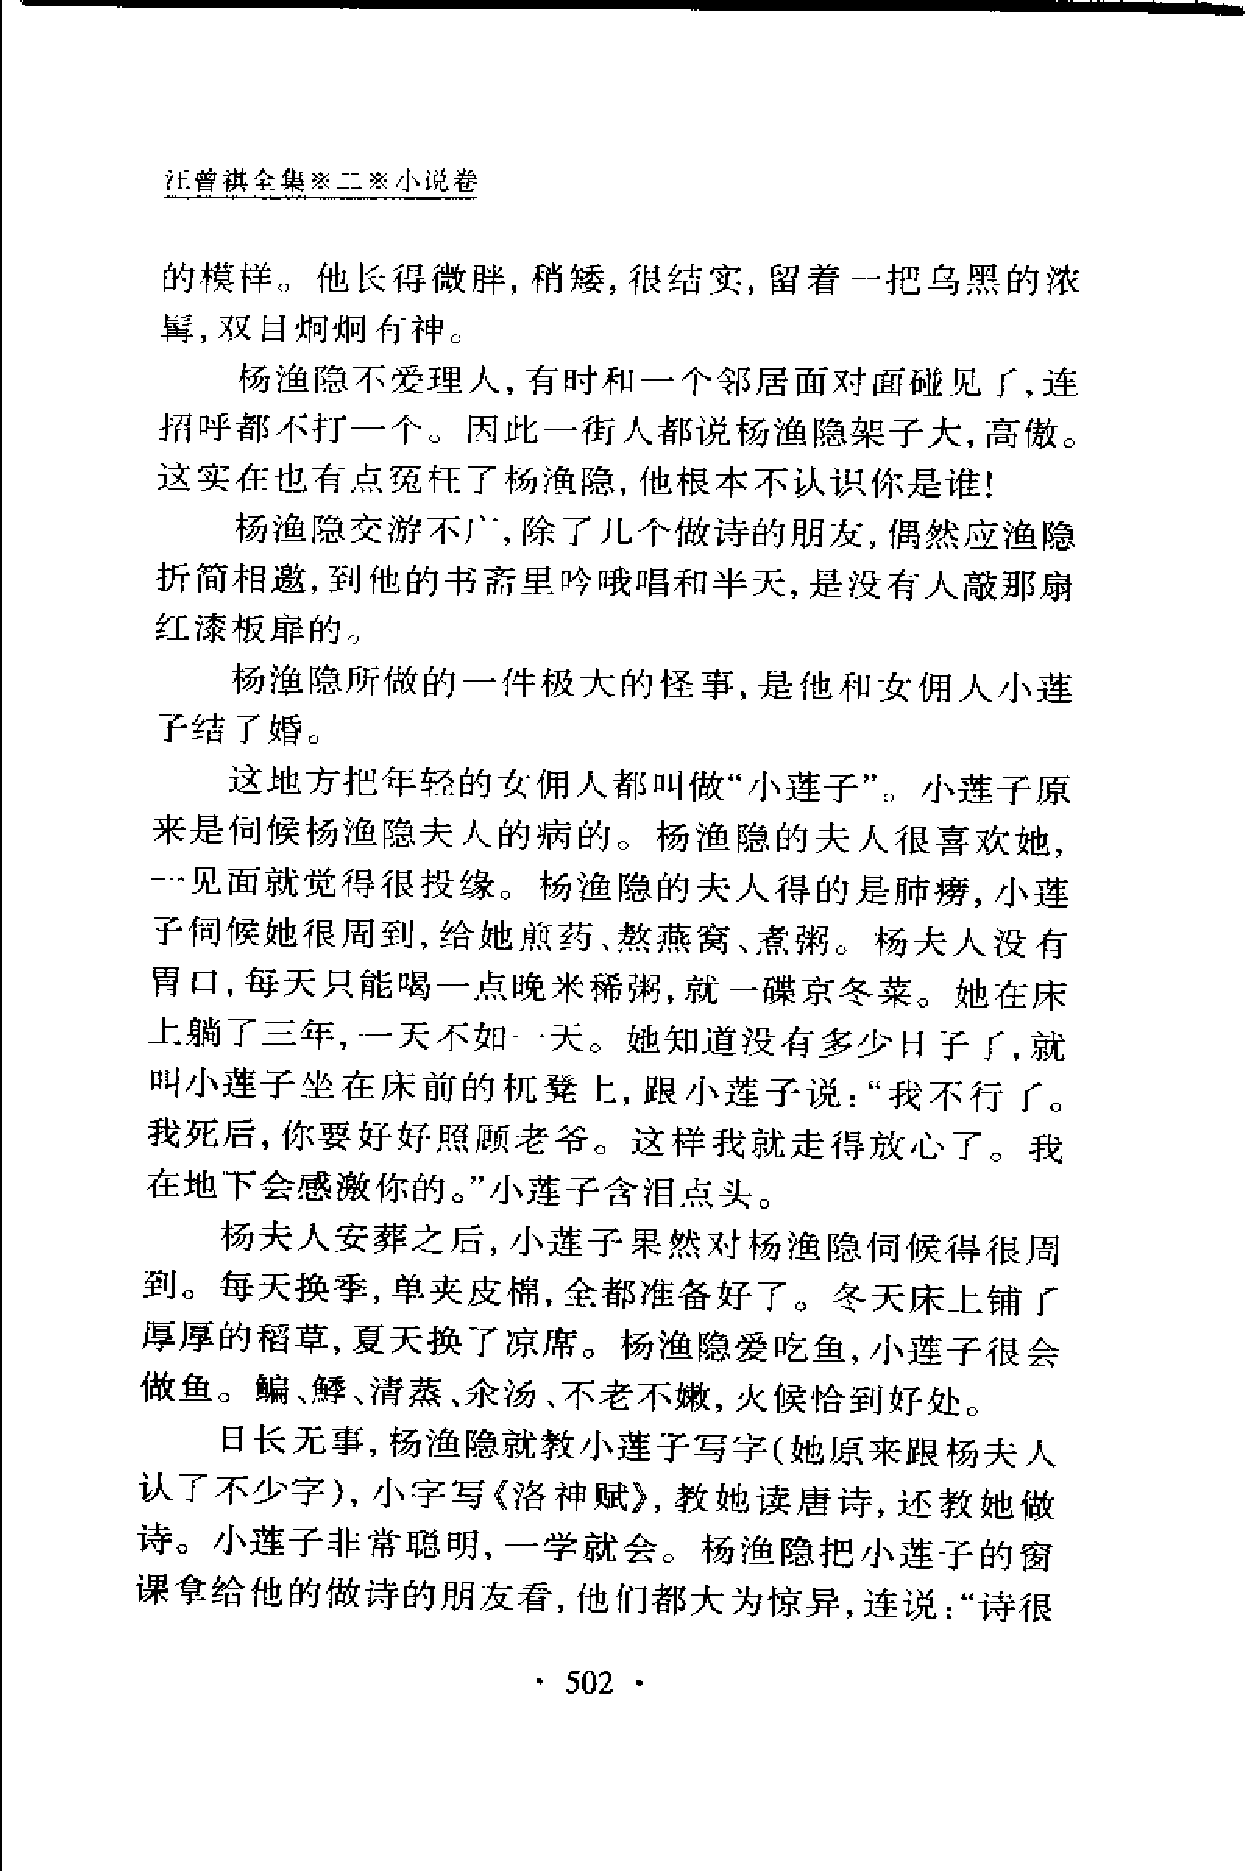 汪曾祺全集※二※小说卷
的模样。他长得微胖,稍矮,很结实,留着一把乌黑的浓
髯,双目炯炯有神。
杨渔隐不爱理人,有时和一个邻居面对面碰见了,连
招呼都不打一个。因此一街人都说杨渔隐架子大,高傲。
这实在也有点冤枉了杨渔隐,他根本不认识你是谁!
杨渔隐交游不广,除了几个做诗的朋友,偶然应渔隐
折简相邀,到他的书斋里吟哦唱和半天,是没有人敲那扇
红漆板扉的。
杨渔隐所做的一件极大的怪事,是他和女佣人小莲
子结了婚。
这地方把年轻的女佣人都叫做“小莲子”。小莲子原
来是伺候杨渔隐夫人的病的。杨渔隐的夫人很喜欢她,
一见面就觉得很投缘。杨渔隐的夫人得的是肺痨,小莲
子伺候她很周到,给她煎药、熬燕窝、煮粥。杨夫人没有
胃口,每天只能喝一点晚米稀粥,就一碟京冬菜。她在床
上躺了三年,一天不如一天。她知道没有多少日子了,就
叫小莲子坐在床前的杌凳上,跟小莲子说:“我不行了。
我死后,你要好好照顾老爷。这样我就走得放心了。我
在地下会感激你的。”小莲子含泪点头。
杨夫人安葬之后,小莲子果然对杨渔隐伺候得很周
到。每天换季,单夹皮棉,全都准备好了。冬天床上铺了
厚厚的稻草,夏天换了凉席。杨渔隐爱吃鱼,小莲子很会
做鱼。鳊、鯚、清蒸、汆汤、不老不嫩,火候恰到好处。
日长无事,杨渔隐就教小莲子写字(她原来跟杨夫人
认了不少字),小字写《洛神赋》,教她读唐诗,还教她做
诗。小莲子非常聪明,一学就会。杨渔隐把小莲子的窗
课拿给他的做诗的朋友看,他们都大为惊异,连说:“诗很
· 502 ·